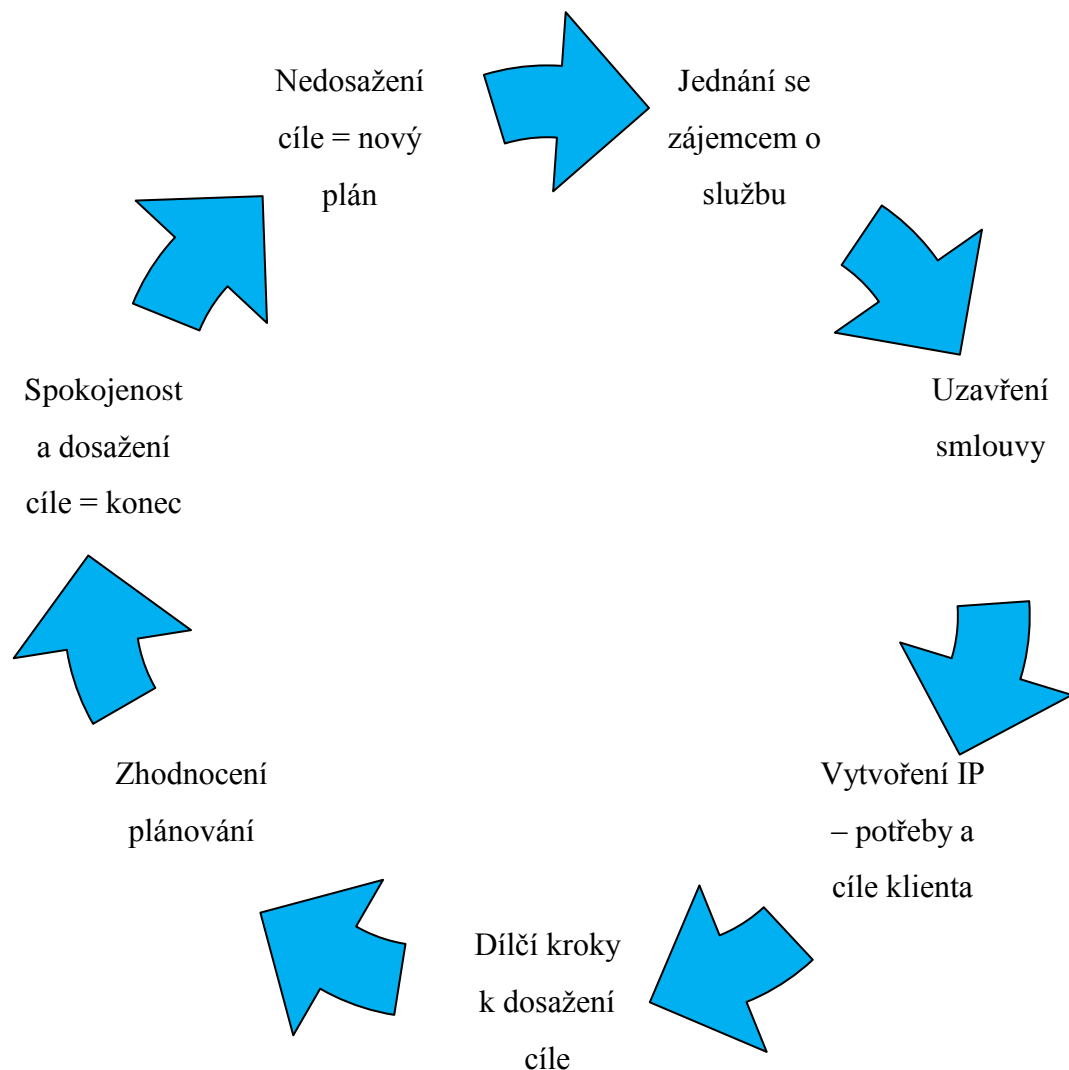 Nedosažení
cíle = nový
plán
Jednání se
zájemcem o
službu
Uzavření
smlouvy
Vytvoření IP
– potřeby a
cíle klienta
Dílčí kroky
k dosažení
cíle
Zhodnocení
plánování
Spokojenost
a dosažení
cíle = konec